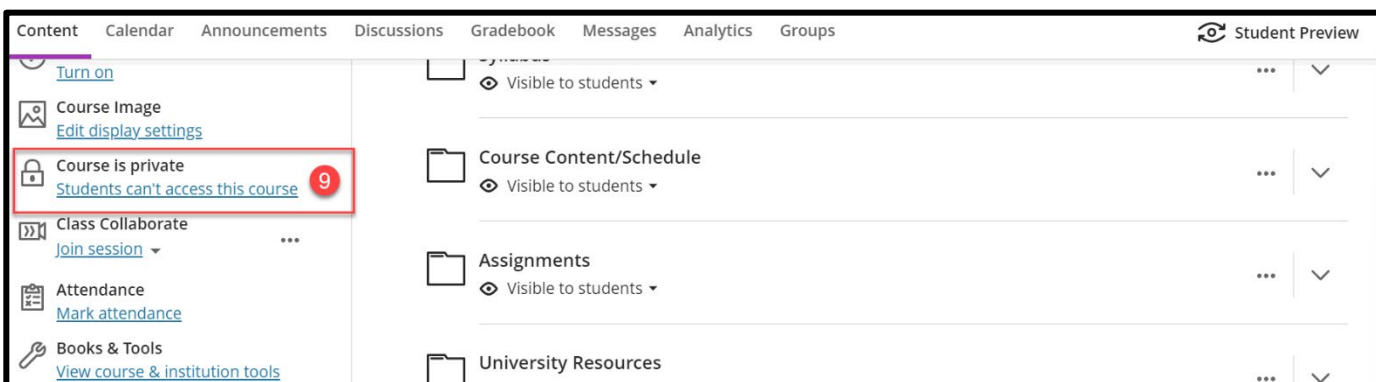 Content Calendar Announcements Discussions Gradebook Messages Analytics Groups Student Preview
Turn on
Course Image
Edit display settings
Course is private
Students can't access this course
9
Class Collaborate
Join session
Attendance
Mark attendance
Books & Tools
View course & institution tools
Syllabus
Visible to students
Course Content/Schedule
Visible to students
Assignments
Visible to students
University Resources